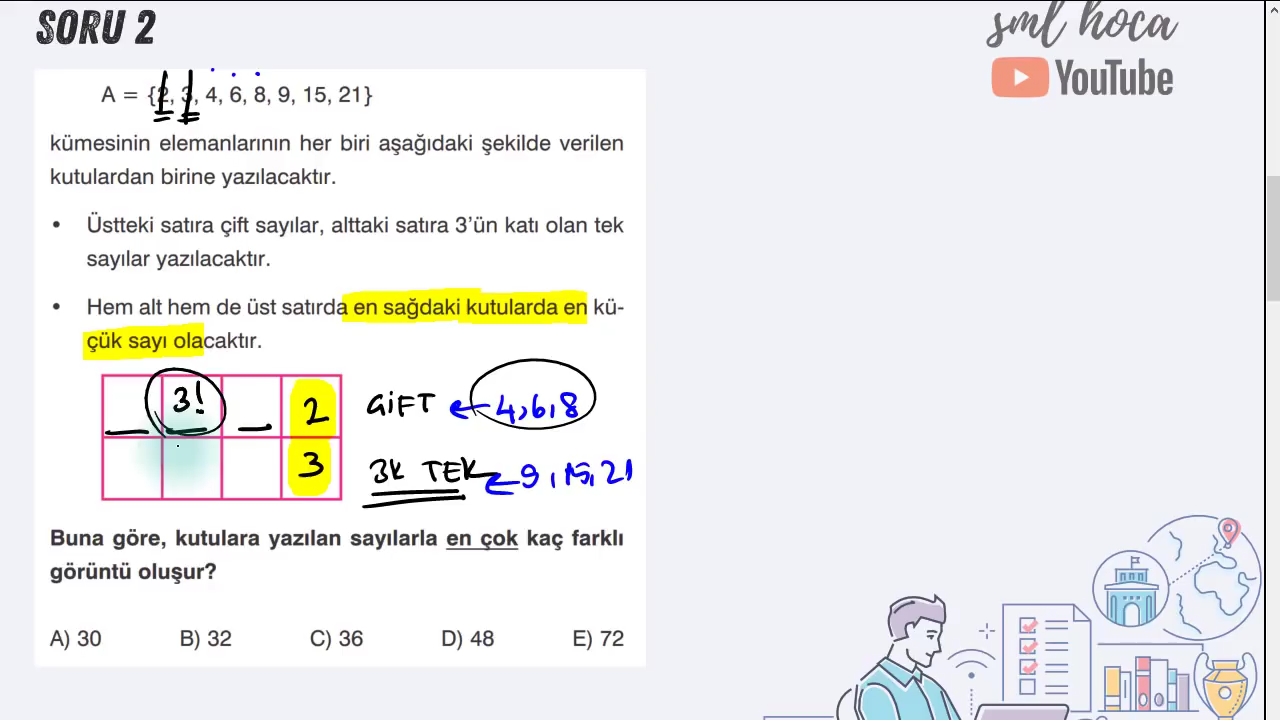 SORU 2
sml hoca
YouTube
A = {2, 3, 4, 6, 8, 9, 15, 21}
kümesinin elemanlarının her biri aşağıdaki şekilde verilen
kutulardan birine yazılacaktır.
• Üstteki satıra çift sayılar, alttaki satıra 3'ün katı olan tek
sayılar yazılacaktır.
• Hem alt hem de üst satırda en sağdaki kutularda en kü-
çük sayı olacaktır.
3! 2 ÇİFT ← 4,6,8
3 3k TEK ← 9,15,21
Buna göre, kutulara yazılan sayılarla en çok kaç farklı
görüntü oluşur?
A) 30 B) 32 C) 36 D) 48 E) 72